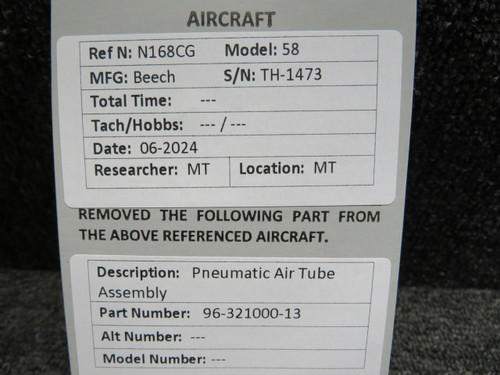 AIRCRAFT
Ref N: N168CG Model: 58
MFG: Beech S/N: TH-1473
Total Time: ---
Tach/Hobbs: --- / ---
Date: 06-2024
Researcher: MT Location: MT
REMOVED THE FOLLOWING PART FROM
THE ABOVE REFERENCED AIRCRAFT.
Description: Pneumatic Air Tube
Assembly
Part Number: 96-321000-13
Alt Number: ---
Model Number: ---